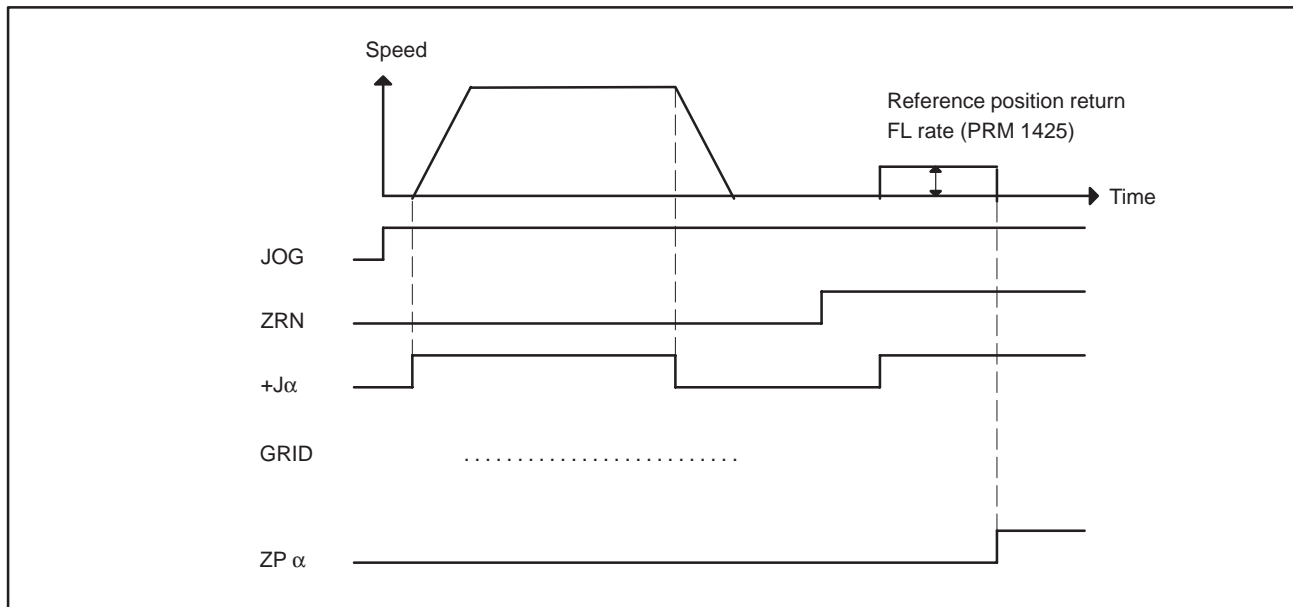 Speed
Reference position return
FL rate (PRM 1425)
Time
JOG
ZRN
+Jα
GRID
ZP α